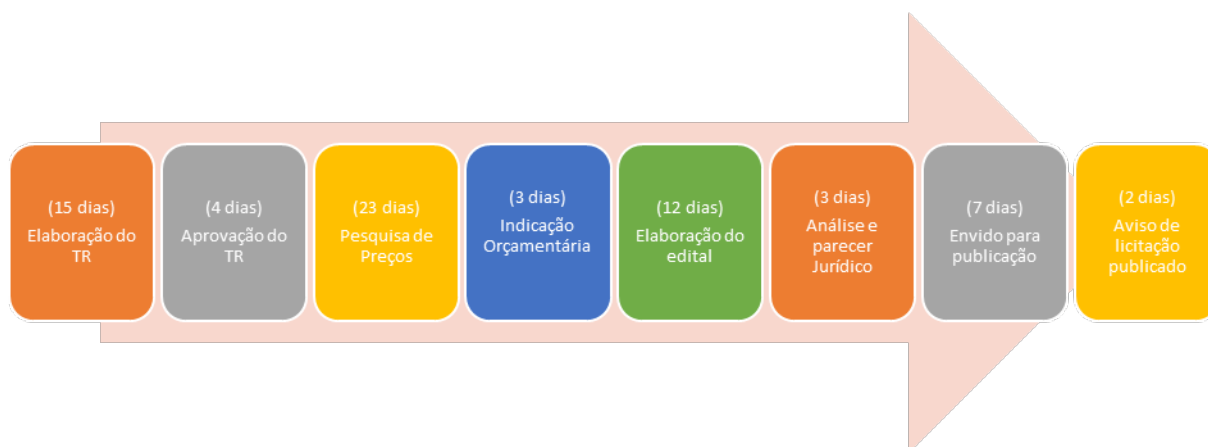 (15 dias)
Elaboração do
TR
(4 dias)
Aprovação do
TR
(23 dias)
Pesquisa de
Preços
(3 dias)
Indicação
Orçamentária
(12 dias)
Elaboração do
edital
(3 dias)
Análise e
parecer
Jurídico
(7 dias)
Envido para
publicação
(2 dias)
Aviso de
licitação
publicado